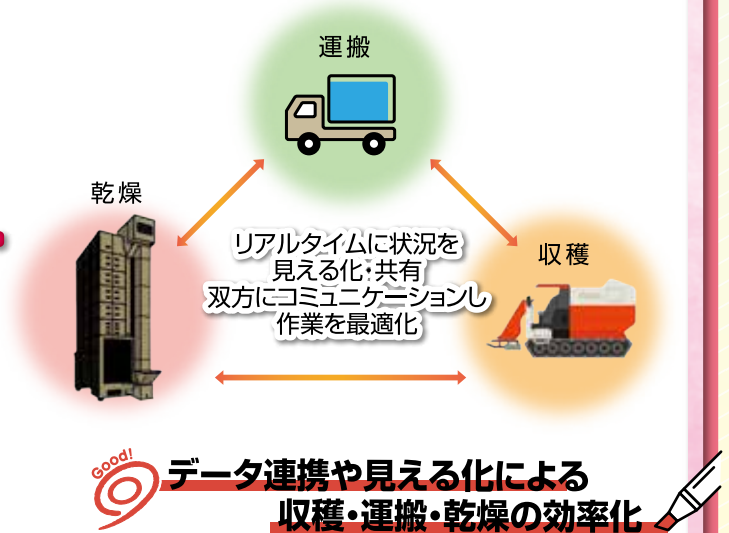 運搬
乾燥
収穫
リアルタイムに状況を
見える化・共有
双方にコミュニケーションし
作業を最適化
Good!
データ連携や見える化による
収穫・運搬・乾燥の効率化